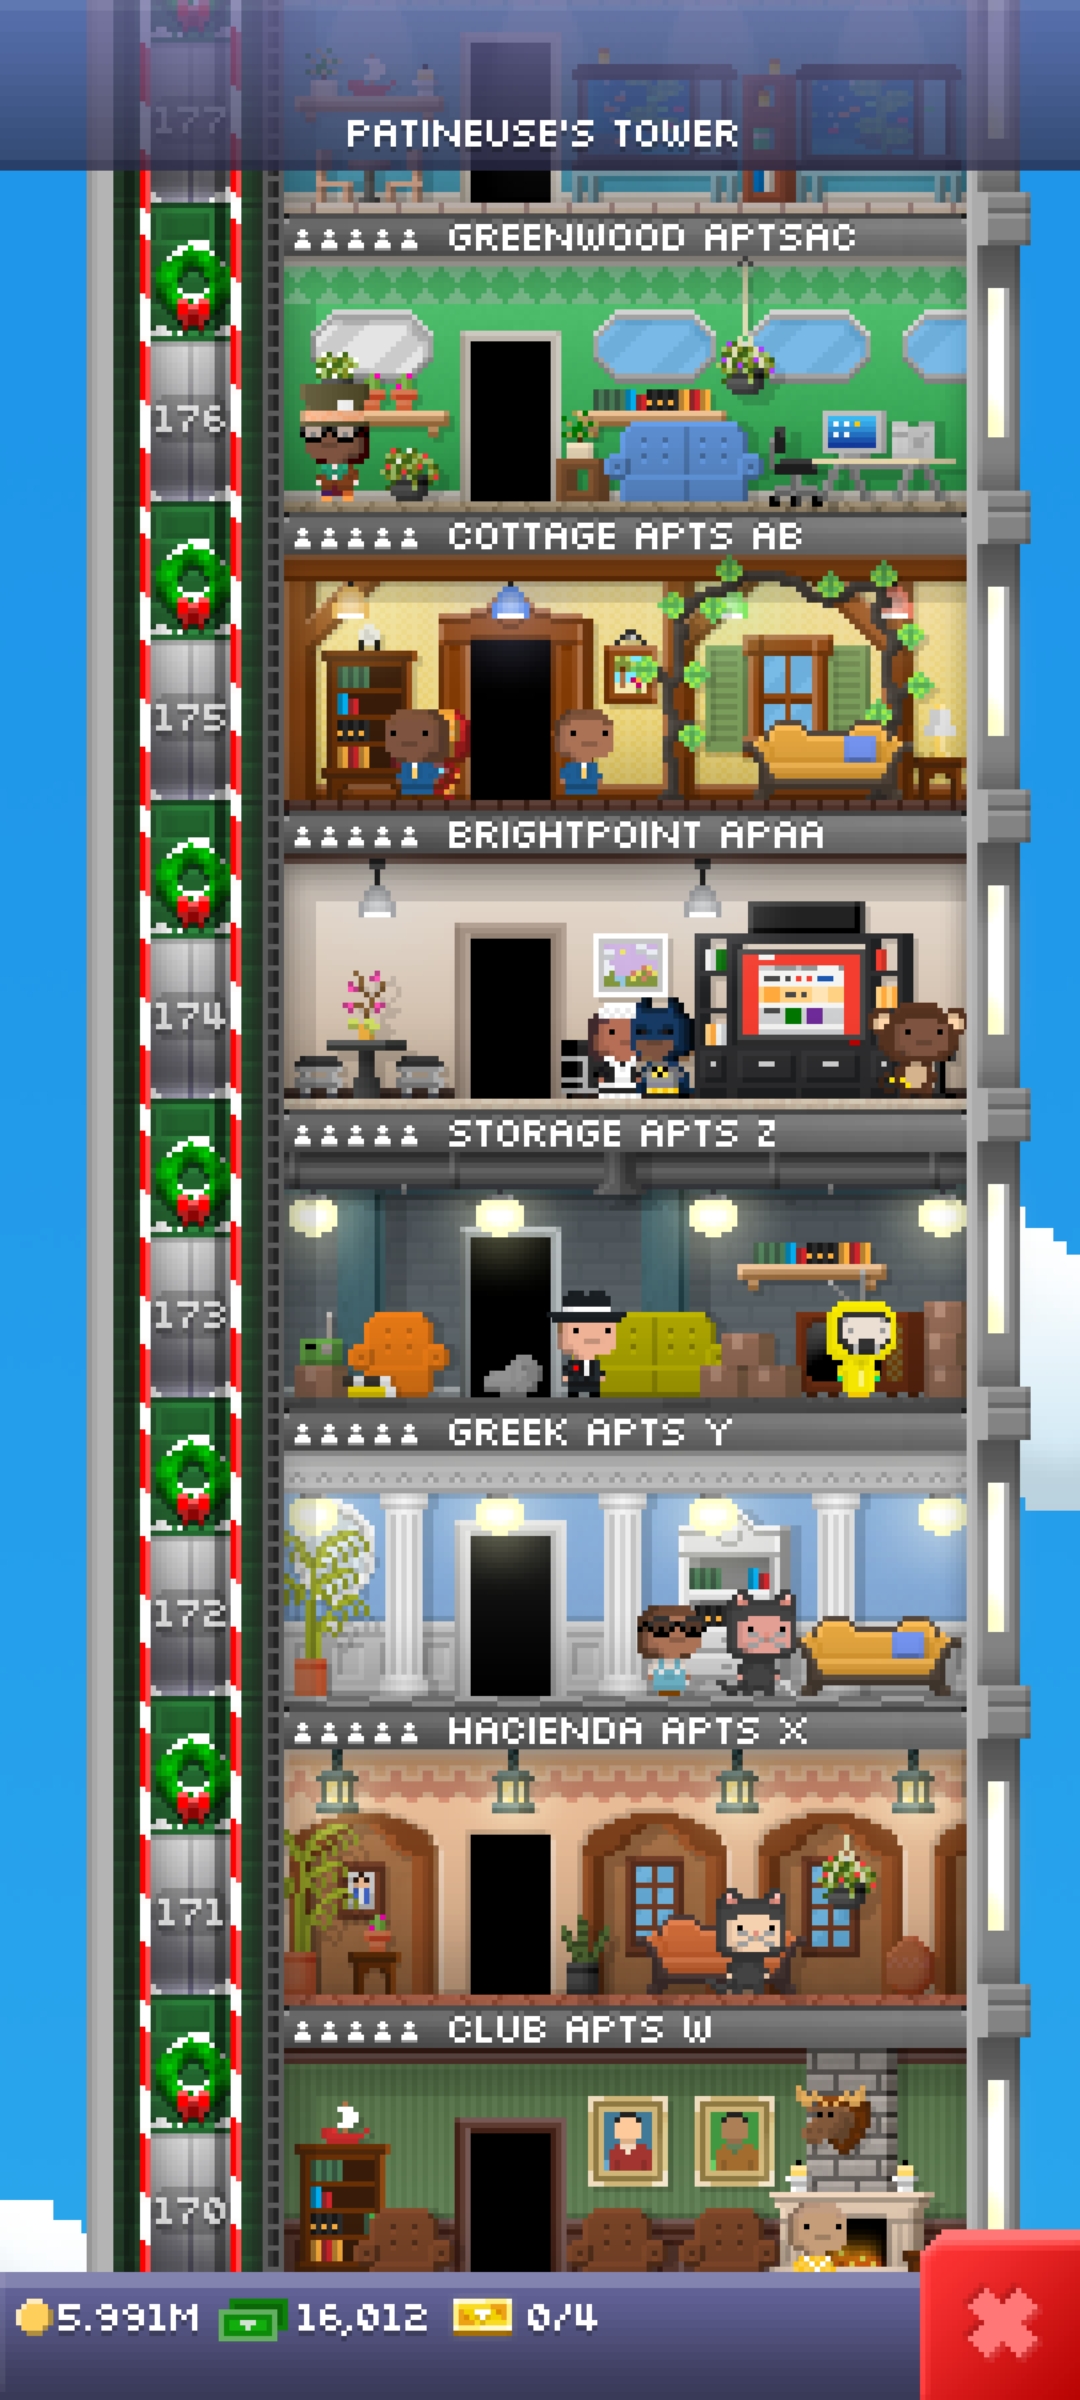 177
PATINEUSE'S TOWER
GREENWOOD APTSAC
176
COTTAGE APTS AB
175
BRIGHTPOINT APAA
174
STORAGE APTS Z
173
GREEK APTS Y
172
HACIENDA APTS X
171
CLUB APTS W
170
5.991M 16,012 0/4